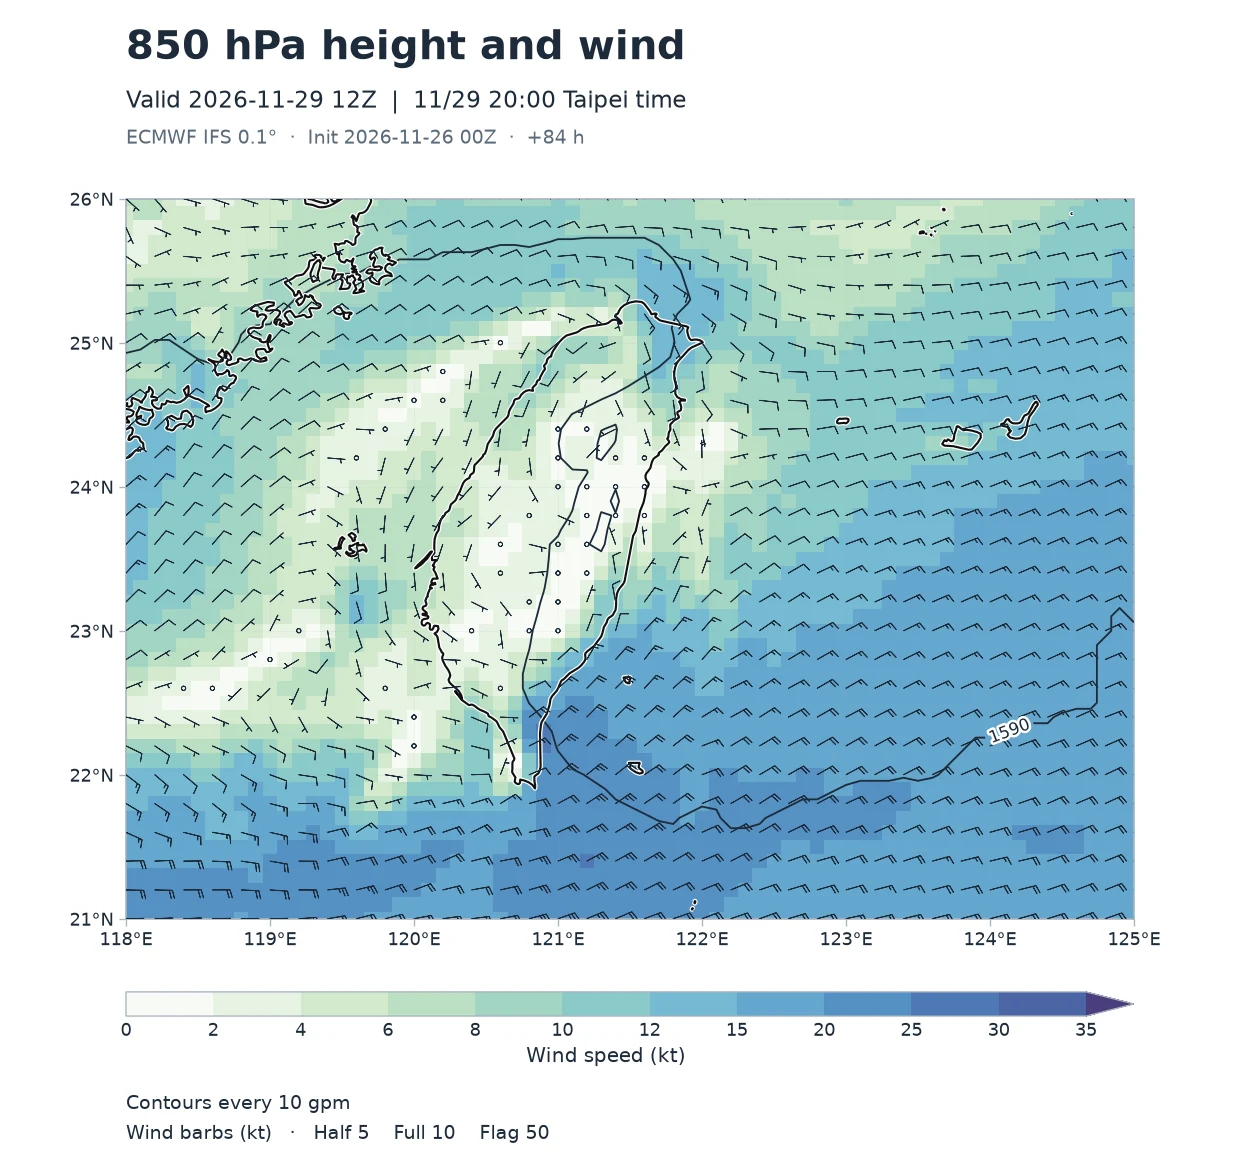 850 hPa height and wind
Valid 2026-11-29 12Z | 11/29 20:00 Taipei time
ECMWF IFS 0.1° · Init 2026-11-26 00Z · +84 h
26°N
25°N
24°N
23°N
22°N
21°N
1590
118°E 119°E 120°E 121°E 122°E 123°E 124°E 125°E
0 2 4 6 8 10 12 15 20 25 30 35
Wind speed (kt)
Contours every 10 gpm
Wind barbs (kt) · Half 5 Full 10 Flag 50